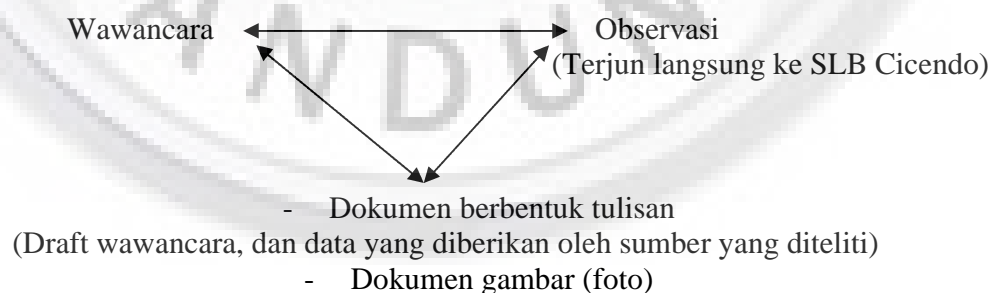 Wawancara Observasi
(Terjun langsung ke SLB Cicendo)
- Dokumen berbentuk tulisan
(Draft wawancara, dan data yang diberikan oleh sumber yang diteliti)
- Dokumen gambar (foto)